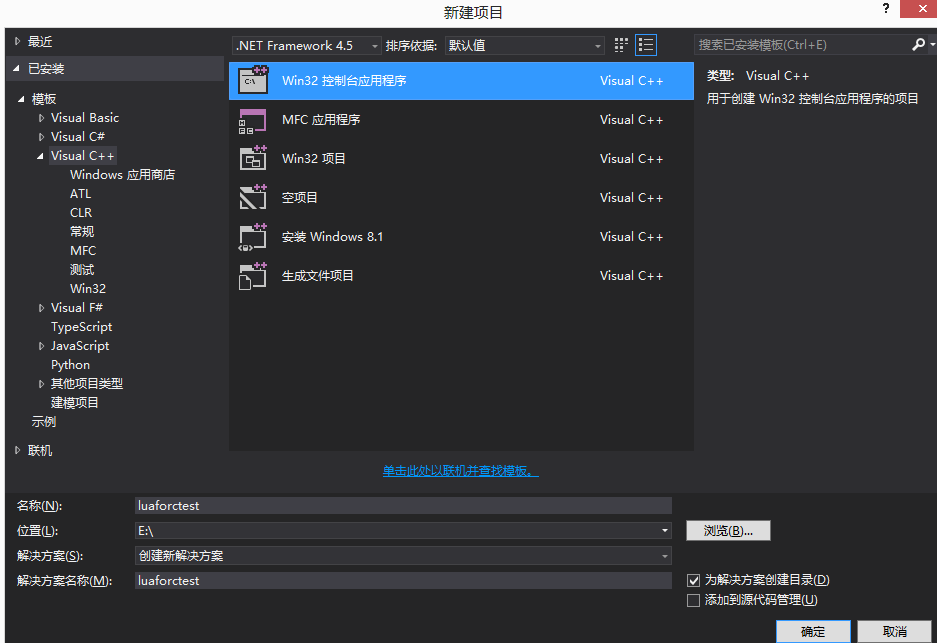 新建项目
?
最近
已安装
模板
Visual Basic
Visual C#
Visual C++
Windows 应用商店
ATL
CLR
常规
MFC
测试
Win32
Visual F#
TypeScript
JavaScript
Python
其他项目类型
建模项目
示例
联机
.NET Framework 4.5 排序依据: 默认值
Win32 控制台应用程序 Visual C++
MFC 应用程序 Visual C++
Win32 项目 Visual C++
空项目 Visual C++
安装 Windows 8.1 Visual C++
生成文件项目 Visual C++
单击此处以联机并查找模板。
搜索已安装模板(Ctrl+E)
类型: Visual C++
用于创建 Win32 控制台应用程序的项目
名称(N): luaforctest
位置(L): E:\ 浏览(B)...
解决方案(S): 创建新解决方案
解决方案名称(M): luaforctest
为解决方案创建目录(D)
添加到源代码管理(U)
确定 取消